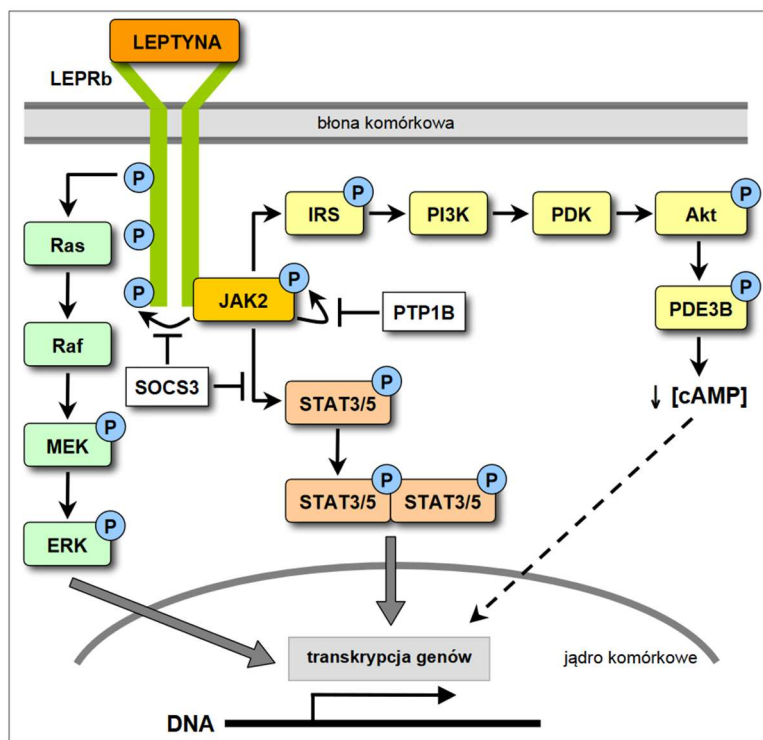 LEPTYNA
LEPRb
błona komórkowa
P
P
P
IRS
PI3K
PDK
P
Akt
Ras
P
P
P
JAK2
PTP1B
P
PDE3B
Raf
SOCS3
P
STAT3/5
↓ [cAMP]
P
MEK
P
P
STAT3/5
STAT3/5
P
ERK
transkrypcja genów
jądro komórkowe
DNA